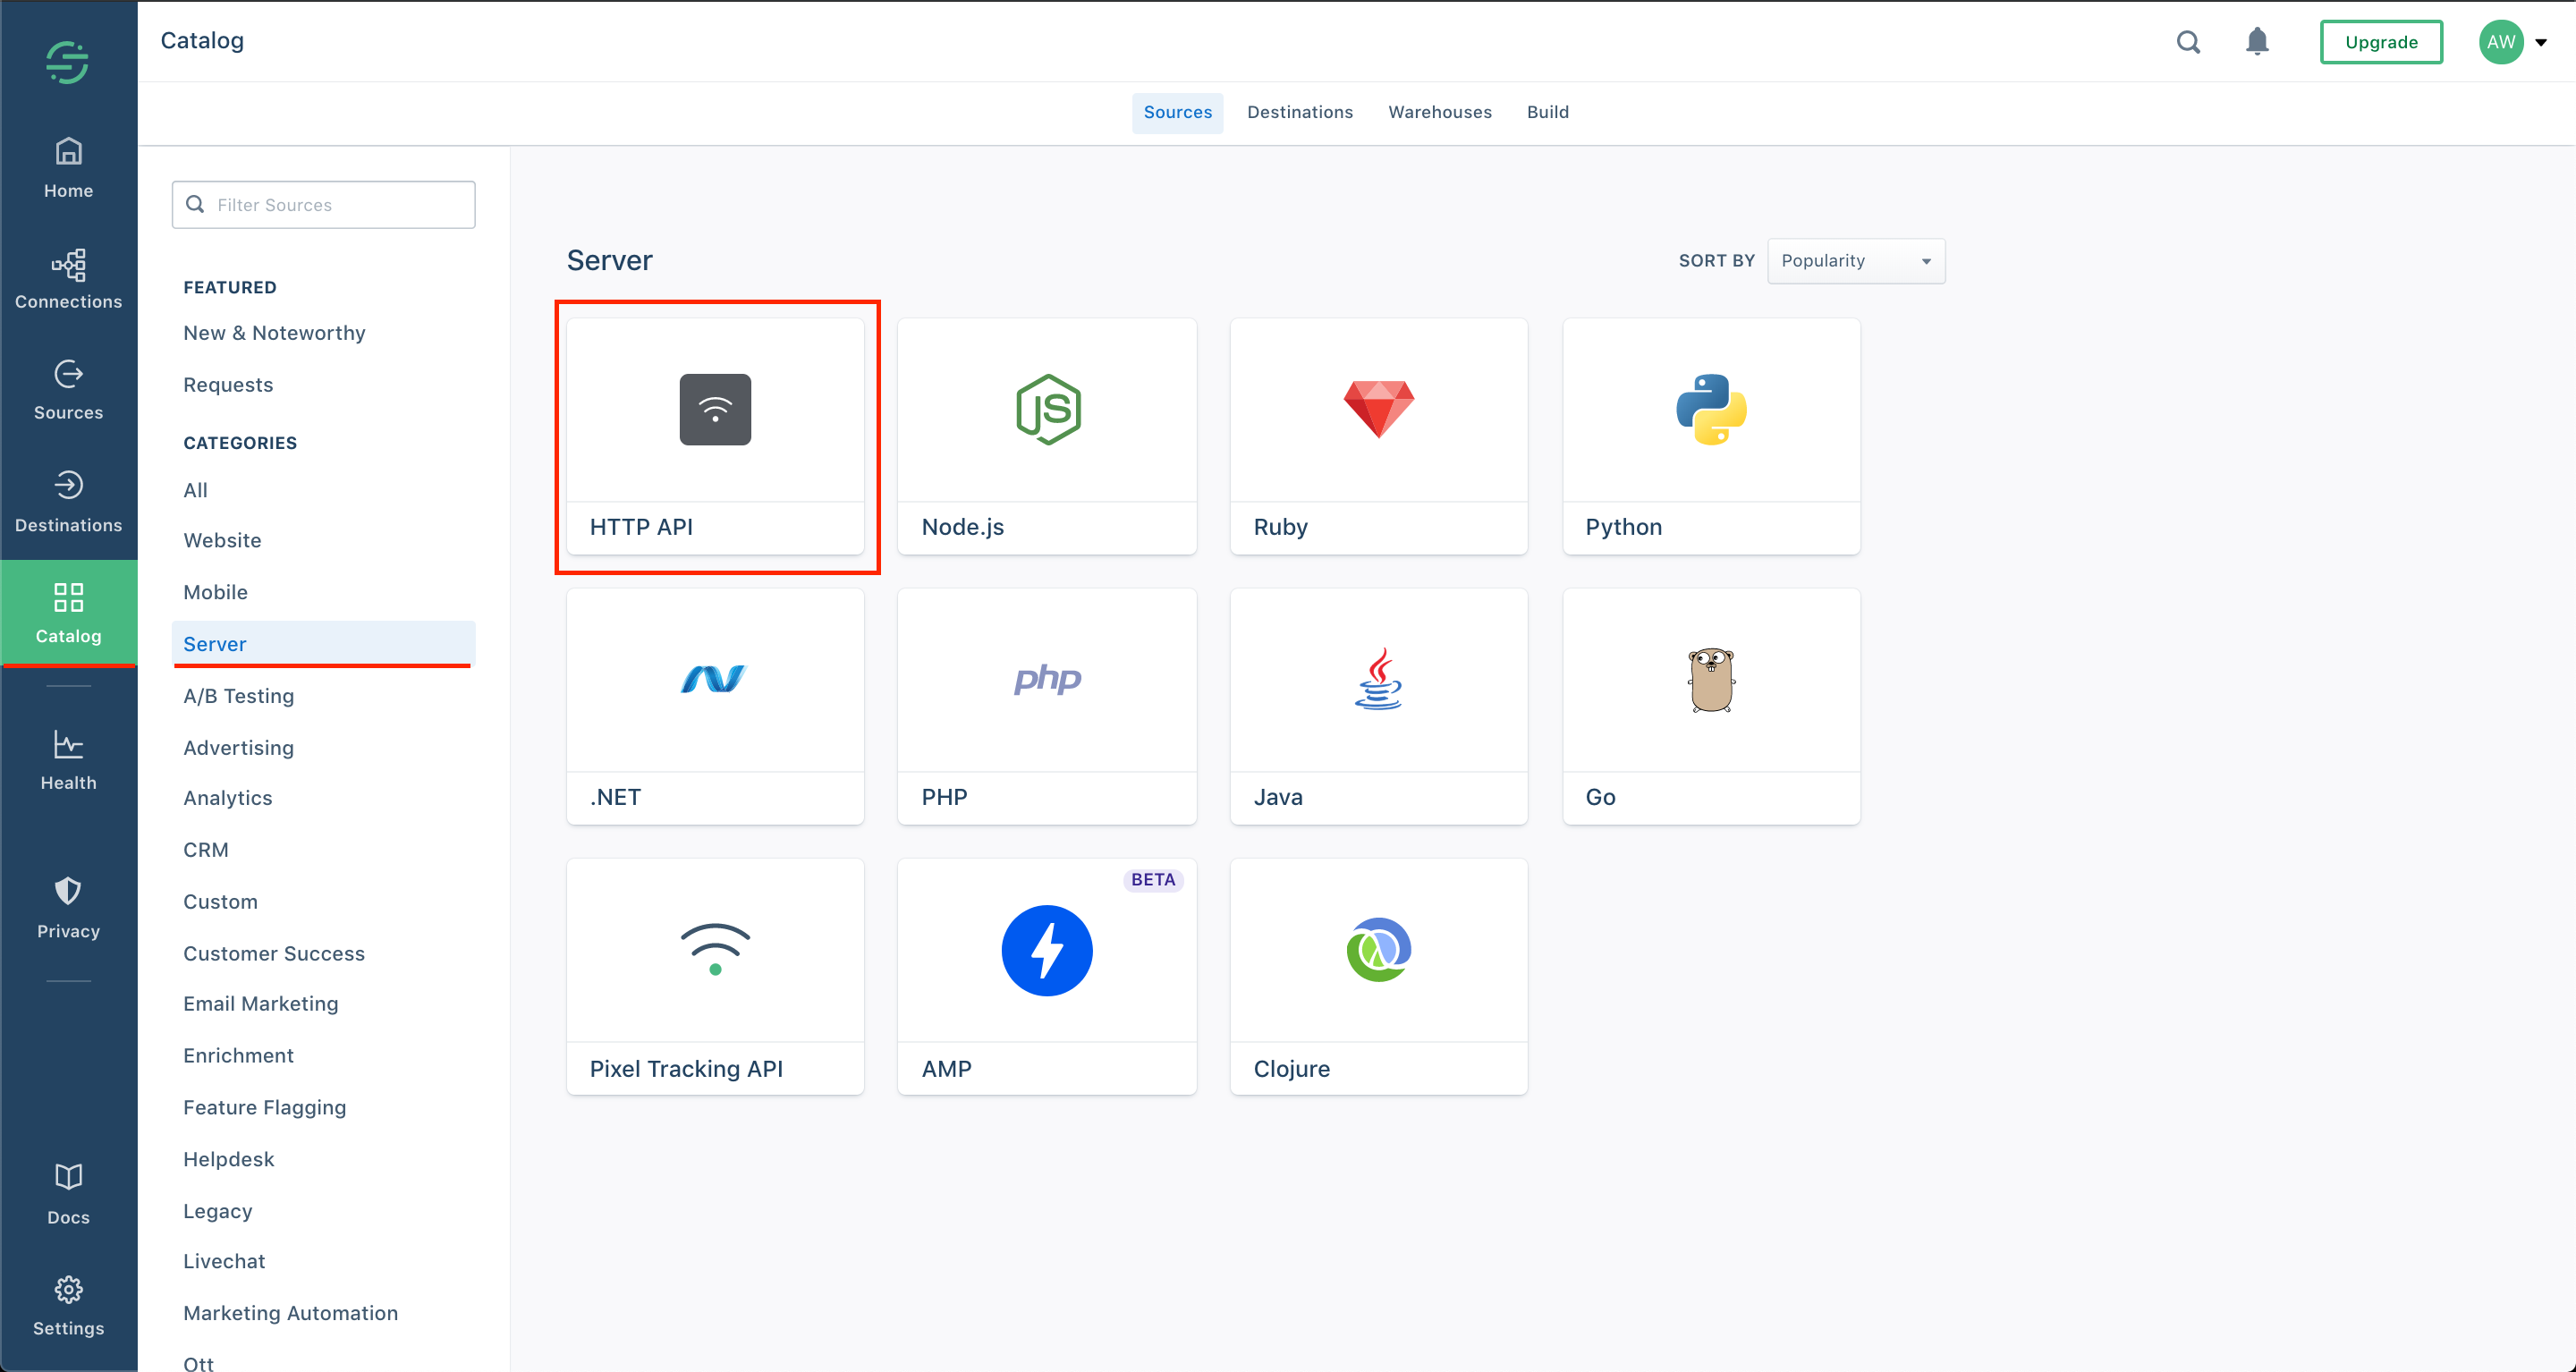 Catalog
Upgrade
AW
Sources
Destinations
Warehouses
Build
Home
Connections
Sources
Destinations
Catalog
Health
Privacy
Docs
Settings
Filter Sources
FEATURED
New & Noteworthy
Requests
CATEGORIES
All
Website
Mobile
Server
A/B Testing
Advertising
Analytics
CRM
Custom
Customer Success
Email Marketing
Enrichment
Feature Flagging
Helpdesk
Legacy
Livechat
Marketing Automation
Ott
Server
SORT BY
Popularity
HTTP API
JS
Node.js
Ruby
Python
.NET
php
PHP
Java
Go
Pixel Tracking API
BETA
AMP
Clojure